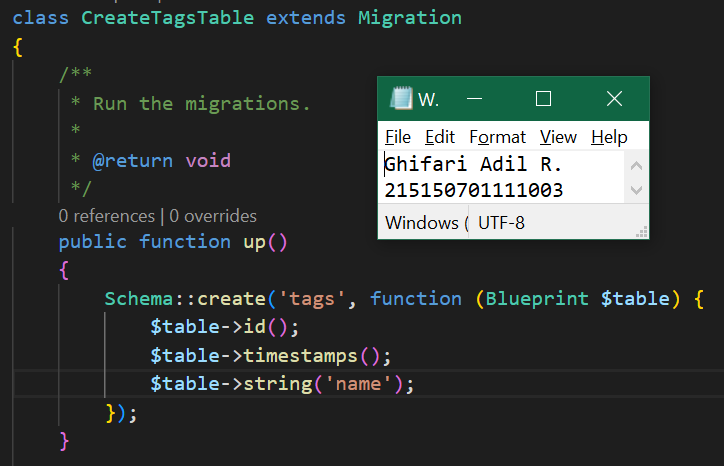 class CreateTagsTable extends Migration
{
/**
* Run the migrations.
*
* @return void
*/
0 references | 0 overrides
public function up()
{
Schema::create('tags', function (Blueprint $table) {
$table->id();
$table->timestamps();
$table->string('name');
});
}
W.
File Edit Format View Help
Ghifari Adil R.
215150701111003
Windows ( UTF-8